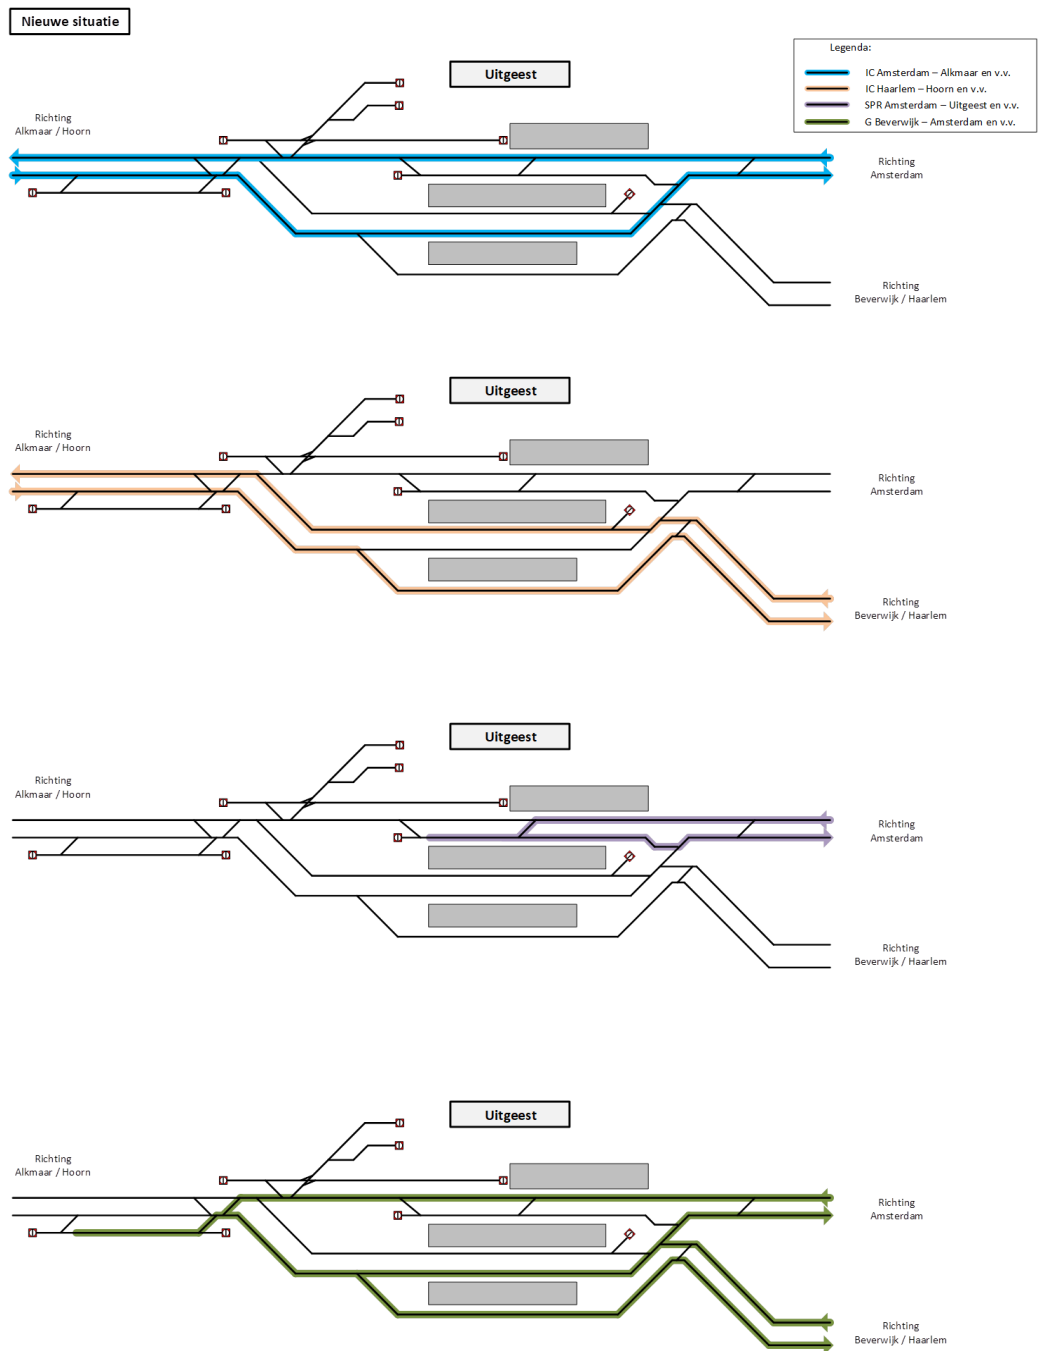 Nieuwe situatie
Legenda:
IC Amsterdam – Alkmaar en v.v.
IC Haarlem – Hoorn en v.v.
SPR Amsterdam – Uitgeest en v.v.
G Beverwijk – Amsterdam en v.v.
Uitgeest
Richting
Alkmaar / Hoorn
Richting
Amsterdam
Richting
Beverwijk / Haarlem
Uitgeest
Richting
Alkmaar / Hoorn
Richting
Amsterdam
Richting
Beverwijk / Haarlem
Uitgeest
Richting
Alkmaar / Hoorn
Richting
Amsterdam
Richting
Beverwijk / Haarlem
Uitgeest
Richting
Alkmaar / Hoorn
Richting
Amsterdam
Richting
Beverwijk / Haarlem